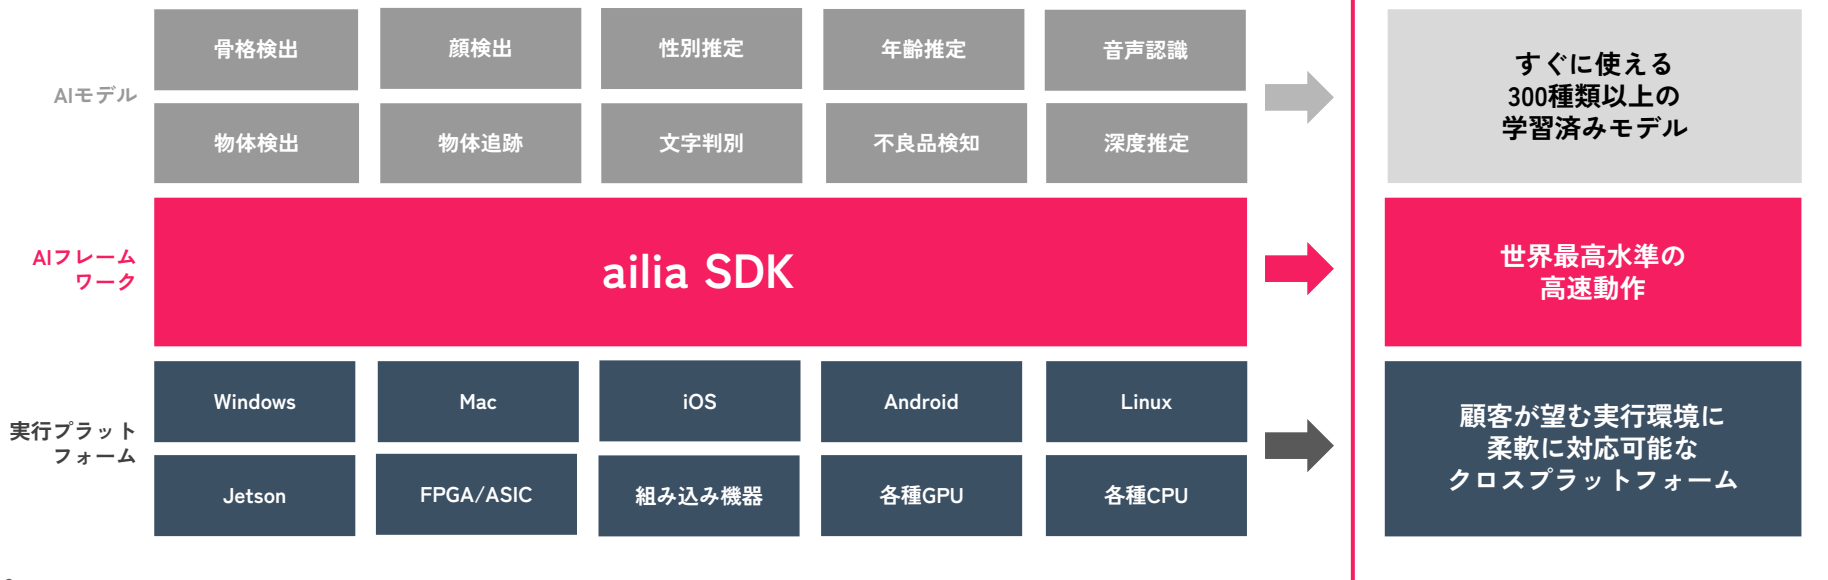 AIモデル
骨格検出
顔検出
性別推定
年齢推定
音声認識
物体検出
物体追跡
文字判別
不良品検知
深度推定
すぐに使える
300種類以上の
学習済みモデル
AIフレーム
ワーク
ailia SDK
世界最高水準の
高速動作
実行プラット
フォーム
Windows
Mac
iOS
Android
Linux
Jetson
FPGA/ASIC
組み込み機器
各種GPU
各種CPU
顧客が望む実行環境に
柔軟に対応可能な
クロスプラットフォーム